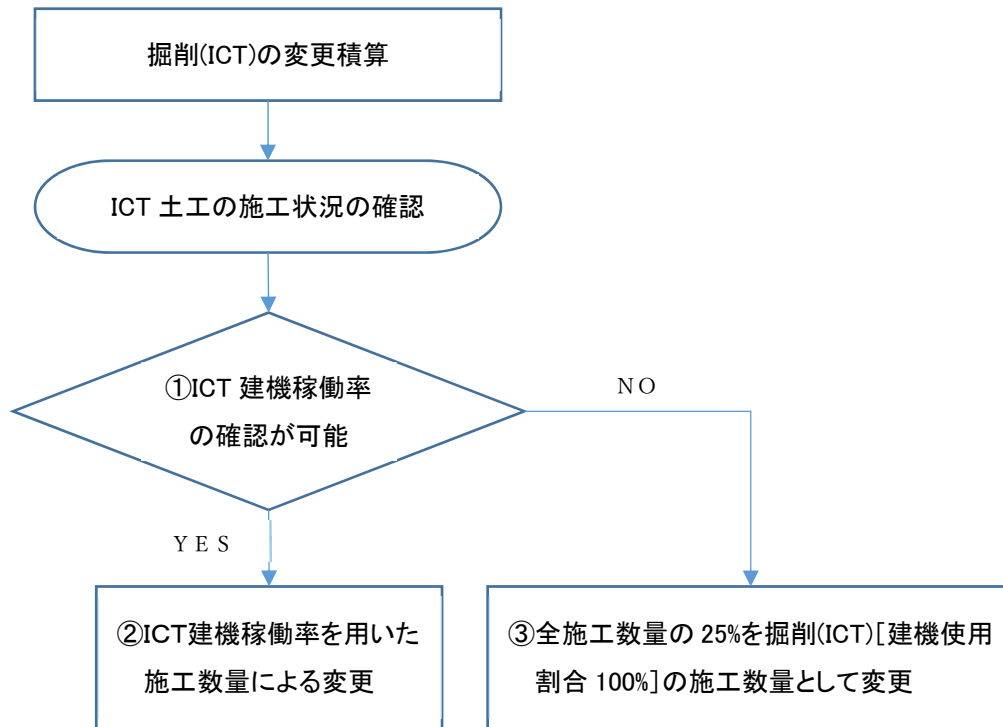 掘削(ICT)の変更積算
ICT 土工の施工状況の確認
①ICT 建機稼働率
の確認が可能
NO
YES
②ICT建機稼働率を用いた
施工数量による変更
③全施工数量の 25%を掘削(ICT)[建機使用
割合 100%]の施工数量として変更